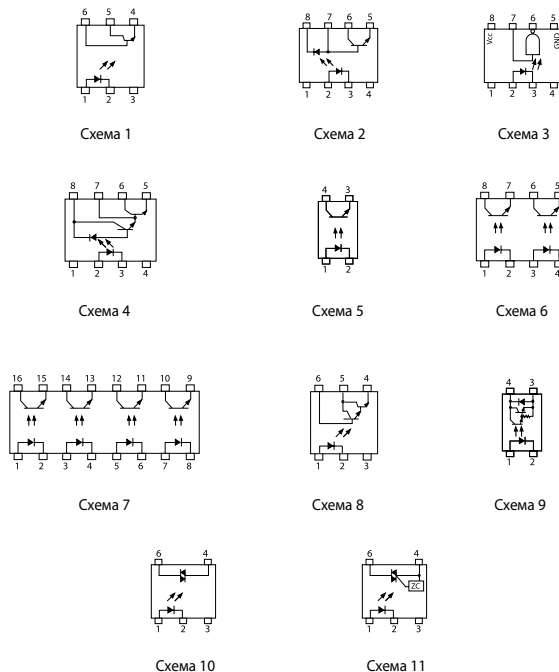 6 5 4
1 2 3
Схема 1
8 7 6 5
1 2 3 4
Схема 2
8 7 6 5
Vcc GND
1 2 3 4
Схема 3
8 7 6 5
1 2 3 4
Схема 4
4 3
1 2
Схема 5
8 7 6 5
1 2 3 4
Схема 6
16 15 14 13 12 11 10 9
1 2 3 4 5 6 7 8
Схема 7
6 5 4
1 2 3
Схема 8
4 3
1 2
Схема 9
6 4
1 2 3
Схема 10
6 4
ZC
1 2 3
Схема 11